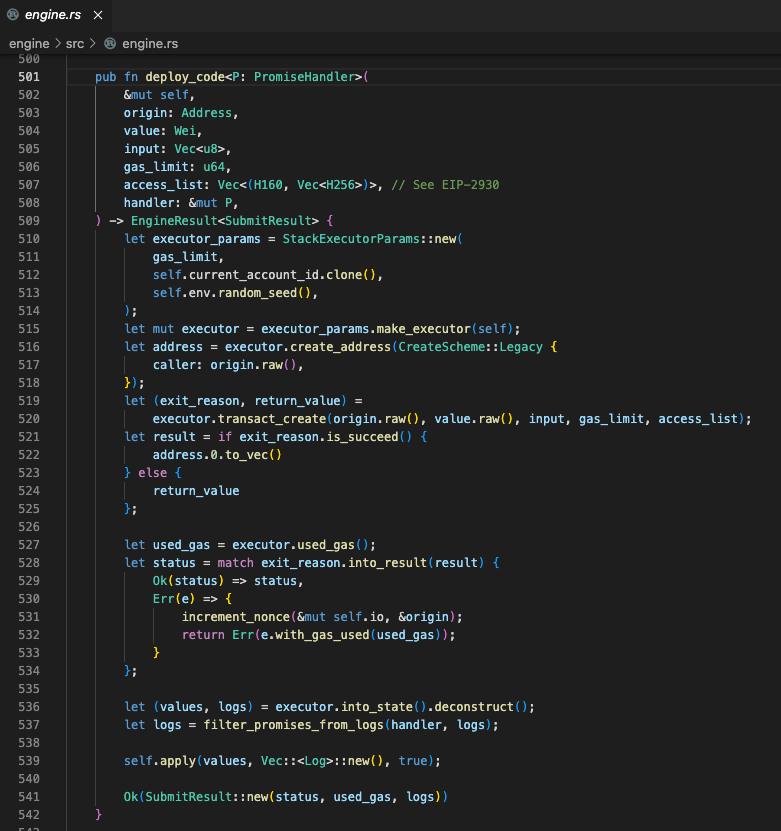 engine.rs ×
engine > src > engine.rs
500
501 pub fn deploy_code<P: PromiseHandler>(
502 &mut self,
503 origin: Address,
504 value: Wei,
505 input: Vec<u8>,
506 gas_limit: u64,
507 access_list: Vec<(H160, Vec<H256>)>, // See EIP-2930
508 handler: &mut P,
509 ) -> EngineResult<SubmitResult> {
510 let executor_params = StackExecutorParams::new(
511 gas_limit,
512 self.current_account_id.clone(),
513 self.env.random_seed(),
514 );
515 let mut executor = executor_params.make_executor(self);
516 let address = executor.create_address(CreateScheme::Legacy {
517 caller: origin.raw(),
518 });
519 let (exit_reason, return_value) =
520 executor.transact_create(origin.raw(), value.raw(), input, gas_limit, access_list);
521 let result = if exit_reason.is_succeed() {
522 address.0.to_vec()
523 } else {
524 return_value
525 };
526
527 let used_gas = executor.used_gas();
528 let status = match exit_reason.into_result(result) {
529 Ok(status) => status,
530 Err(e) => {
531 increment_nonce(&mut self.io, &origin);
532 return Err(e.with_gas_used(used_gas));
533 }
534 };
535
536 let (values, logs) = executor.into_state().deconstruct();
537 let logs = filter_promises_from_logs(handler, logs);
538
539 self.apply(values, Vec::<Log>::new(), true);
540
541 Ok(SubmitResult::new(status, used_gas, logs))
542 }